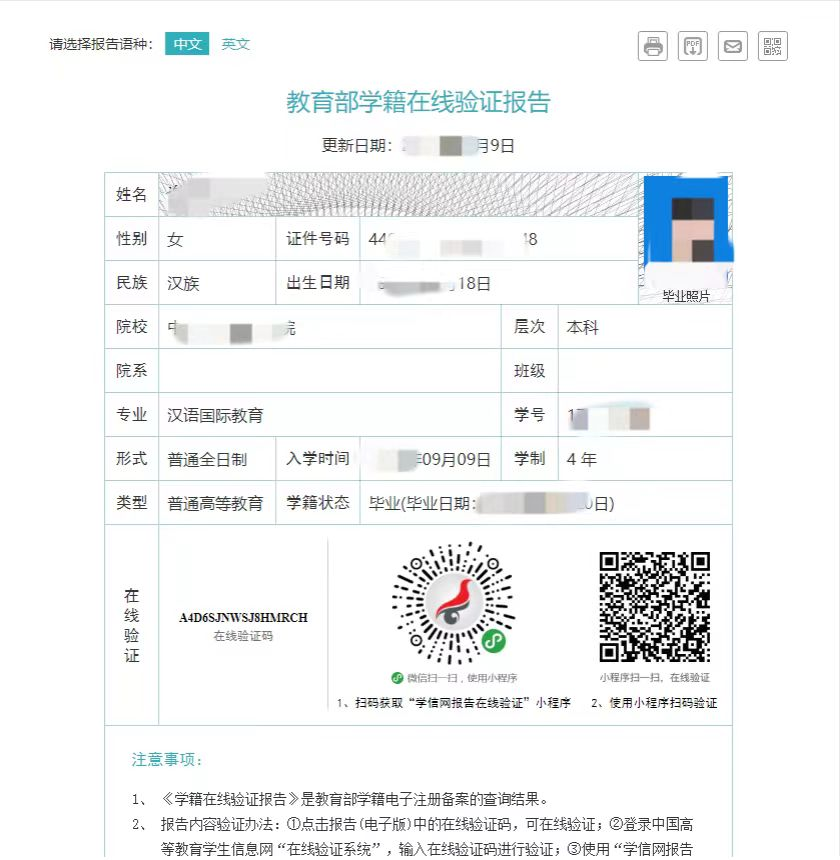 请选择报告语种： 中文 英文
教育部学籍在线验证报告
更新日期： 月9日
姓名
性别 女 证件号码 44 48
民族 汉族 出生日期 18日
毕业照片
院校 中 院 层次 本科
院系 班级
专业 汉语国际教育 学号 17
形式 普通全日制 入学时间 年09月09日 学制 4 年
类型 普通高等教育 学籍状态 毕业(毕业日期: 0日)
在线验证
A4D6SJNWSJ8HMRCH
在线验证码
微信扫一扫，使用小程序
小程序扫一扫，在线验证
1、扫码获取“学信网报告在线验证”小程序
2、使用小程序扫码验证
注意事项：
1、 《学籍在线验证报告》是教育部学籍电子注册备案的查询结果。
2、 报告内容验证办法：①点击报告(电子版)中的在线验证码，可在线验证；②登录中国高
等教育学生信息网“在线验证系统”，输入在线验证码进行验证；③使用“学信网报告